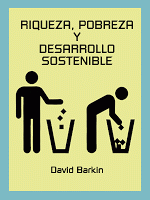 RIQUEZA, POBREZA
Y
DESARROLLO
SOSTENIBLE
David Barkin